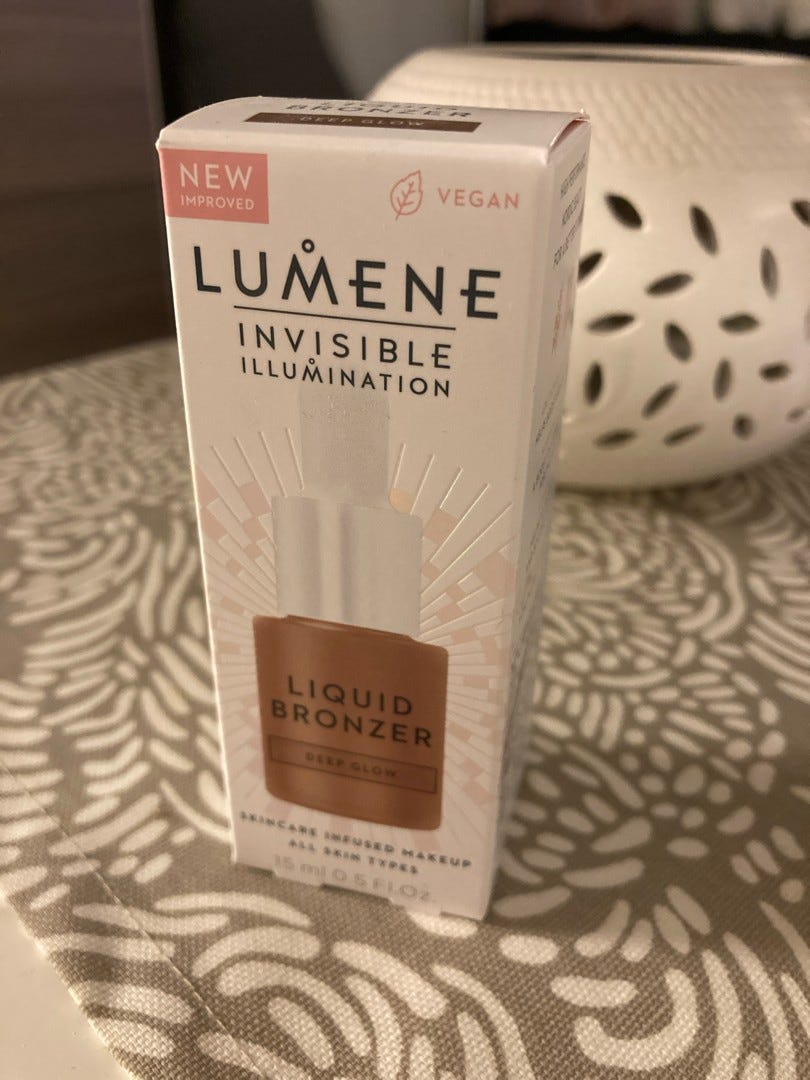 LIQUID
BRONZER
DEEP GLOW
NEW
IMPROVED
VEGAN
LUMENE
INVISIBLE
ILLUMINATION
LIQUID
BRONZER
DEEP GLOW
SKINCARE INFUSED MAKEUP
ALL SKIN TYPES
15 ml 0.5 Fl.Oz.